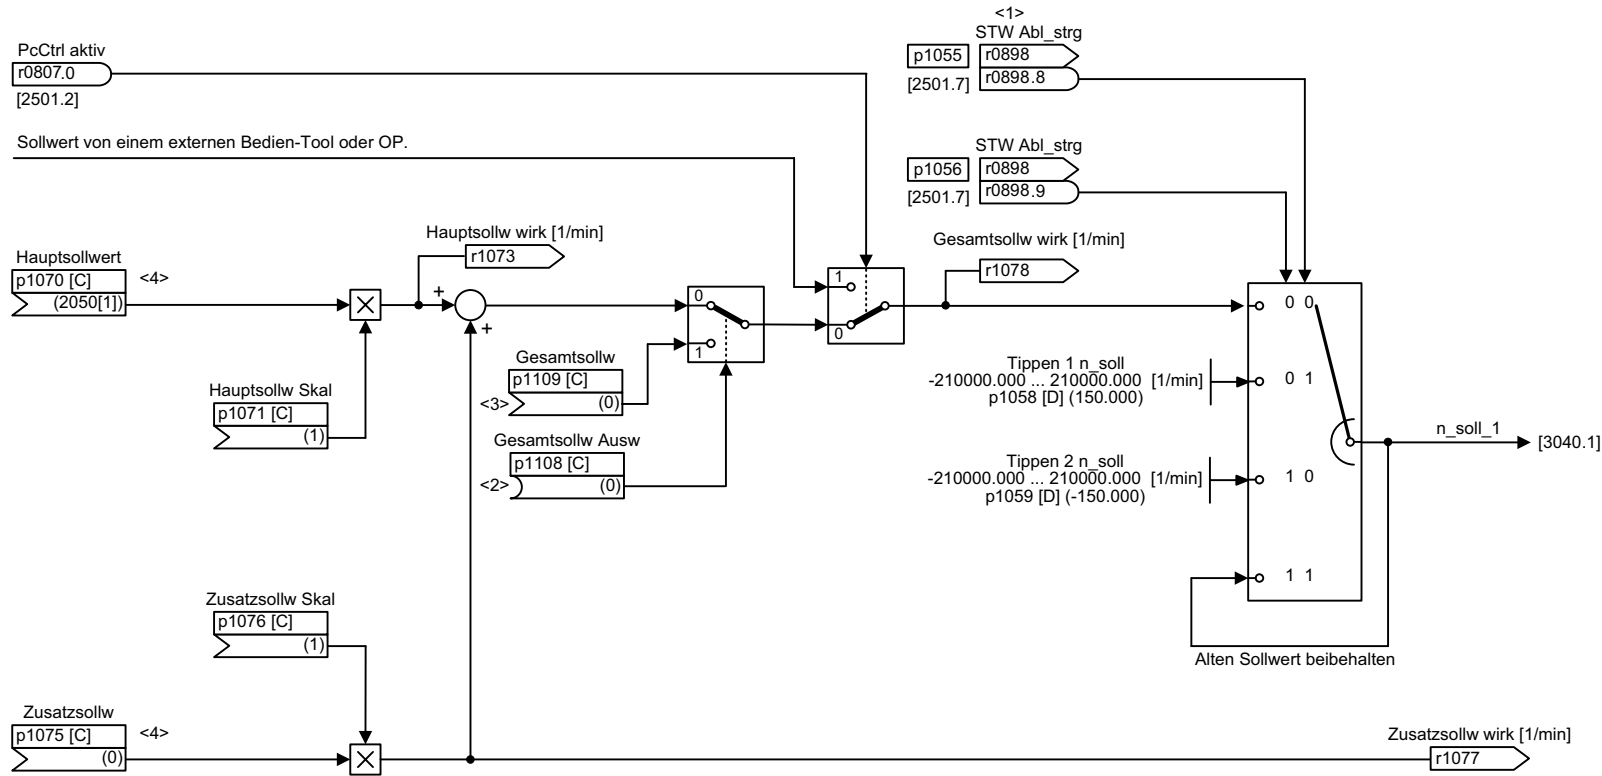 <1>
STW Abl_strg
PcCtrl aktiv
p1055
r0898
r0807.0
[2501.7]
r0898.8
[2501.2]
Sollwert von einem externen Bedien-Tool oder OP.
STW Abl_strg
p1056
r0898
[2501.7]
r0898.9
Hauptsollw wirk [1/min]
r1073
Gesamtsollw wirk [1/min]
r1078
Hauptsollwert
p1070 [C]
<4>
(2050[1])
+
+
0
1
1
0
0 0
Gesamtsollw
p1109 [C]
<3>
(0)
Tippen 1 n_soll
-210000.000 ... 210000.000 [1/min]
p1058 [D] (150.000)
0 1
Hauptsollw Skal
p1071 [C]
(1)
Gesamtsollw Ausw
p1108 [C]
<2>
(0)
n_soll_1
[3040.1]
Tippen 2 n_soll
-210000.000 ... 210000.000 [1/min]
p1059 [D] (-150.000)
1 0
1 1
Alten Sollwert beibehalten
Zusatzsollw Skal
p1076 [C]
(1)
Zusatzsollw
p1075 [C]
<4>
(0)
Zusatzsollw wirk [1/min]
r1077